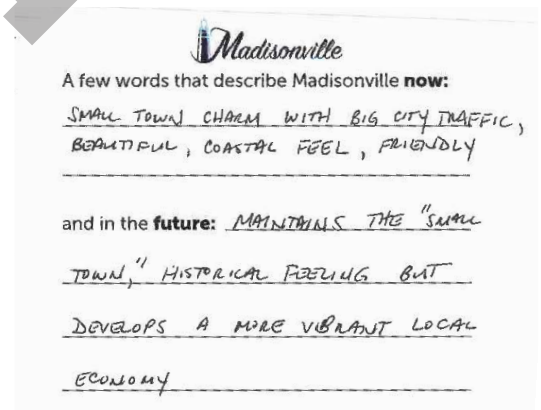 Madisonville
A few words that describe Madisonville now:
SMALL TOWN CHARM WITH BIG CITY TRAFFIC,
BEAUTIFUL, COASTAL FEEL, FRIENDLY
and in the future: MAINTAINS THE "SMALL
TOWN," HISTORICAL FEELING BUT
DEVELOPS A MORE VIBRANT LOCAL
ECONOMY